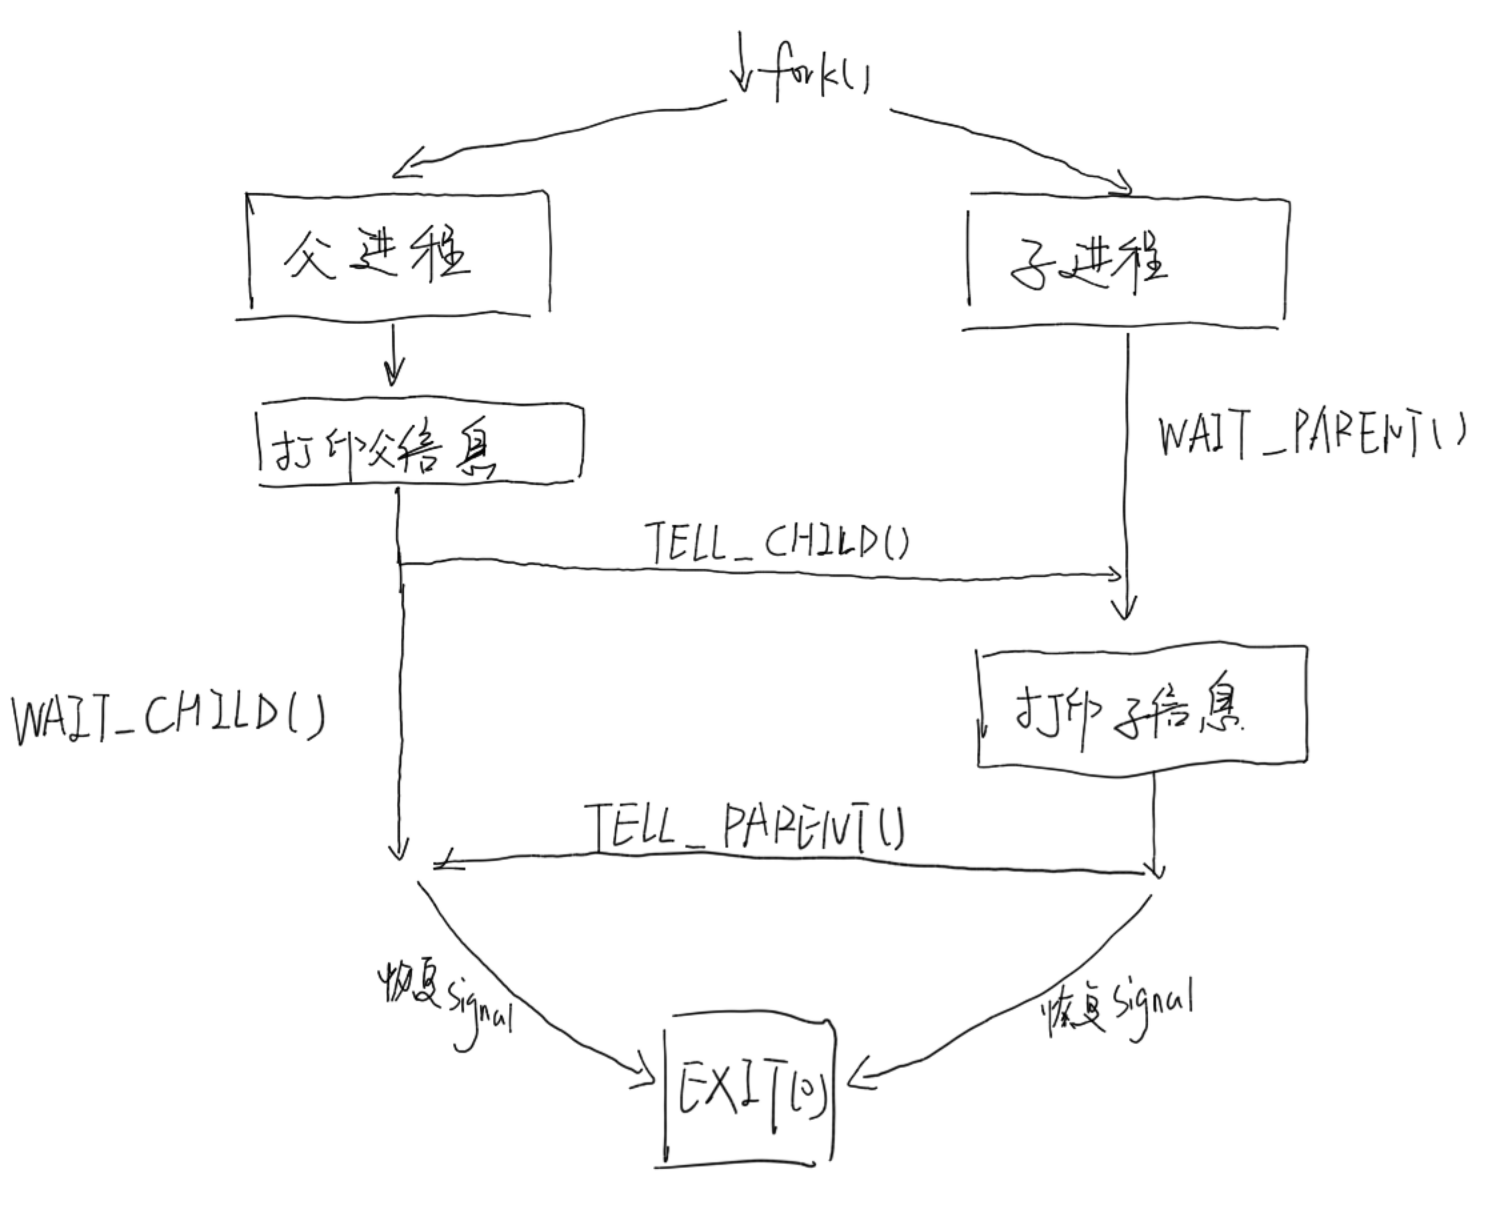 fork()
父进程
子进程
打印父信息
WAIT_PARENT()
TELL_CHILD()
打印子信息
WAIT_CHILD()
TELL_PARENT()
恢复signal
恢复signal
EXIT(0)